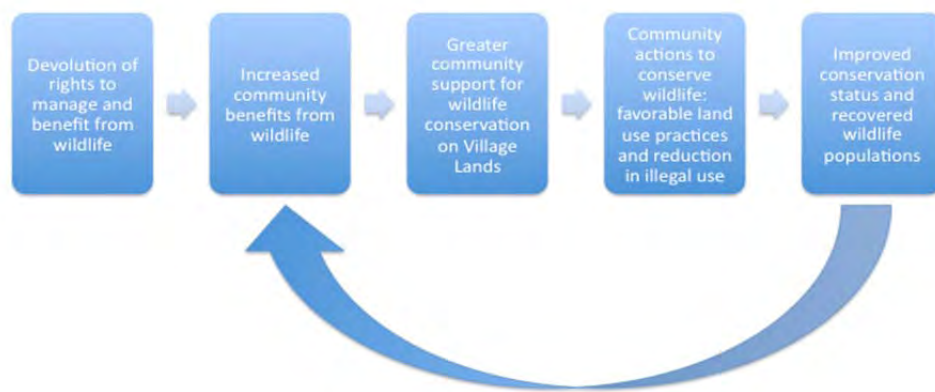 Devolution of
rights to
manage and
benefit from
wildlife
Increased
community
benefits from
wildlife
Greater
community
support for
wildlife
conservation
on Village
Lands
Community
actions to
conserve
wildlife:
favorable land
use practices
and reduction
in illegal use
Improved
conservation
status and
recovered
wildlife
populations